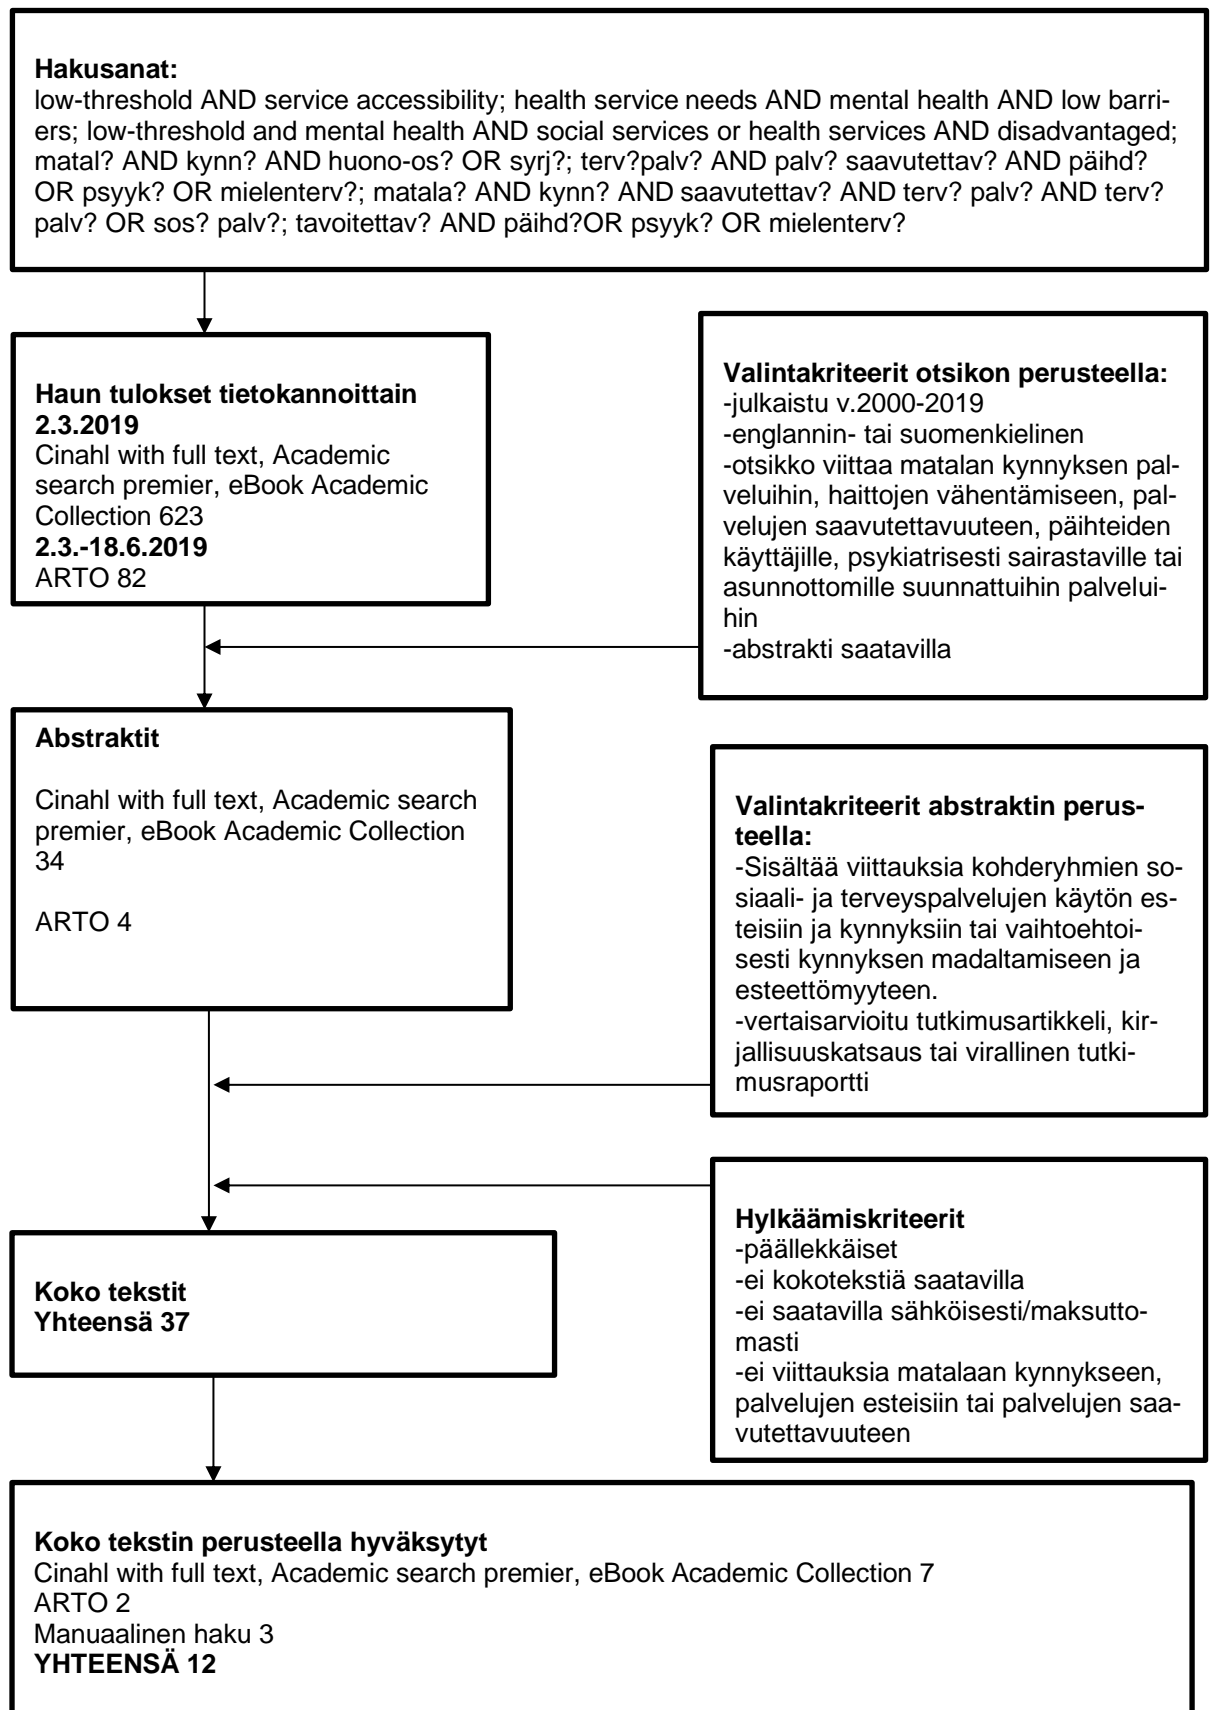 Hakusanat:
low-threshold AND service accessibility; health service needs AND mental health AND low barri-
ers; low-threshold and mental health AND social services or health services AND disadvantaged;
matal? AND kynn? AND huono-os? OR syrj?; terv?palv? AND palv? saavutettav? AND päihd?
OR psyyk? OR mielenterv?; matala? AND kynn? AND saavutettav? AND terv? palv? AND terv?
palv? OR sos? palv?; tavoitettav? AND päihd?OR psyyk? OR mielenterv?
Haun tulokset tietokannoittain
2.3.2019
Cinahl with full text, Academic
search premier, eBook Academic
Collection 623
2.3.-18.6.2019
ARTO 82
Valintakriteerit otsikon perusteella:
-julkaistu v.2000-2019
-englannin- tai suomenkielinen
-otsikko viittaa matalan kynnyksen pal-
veluihin, haittojen vähentämiseen, pal-
velujen saavutettavuuteen, päihteiden
käyttäjille, psykiatrisesti sairastaville tai
asunnottomille suunnattuihin palvelui-
hin
-abstrakti saatavilla
Abstraktit
Cinahl with full text, Academic search
premier, eBook Academic Collection
34
ARTO 4
Valintakriteerit abstraktin perus-
teella:
-Sisältää viittauksia kohderyhmien so-
siaali- ja terveyspalvelujen käytön es-
teisiin ja kynnyksiin tai vaihtoehtoi-
sesti kynnyksen madaltamiseen ja
esteettömyyteen.
-vertaisarvioitu tutkimusartikkeli, kir-
jallisuuskatsaus tai virallinen tutki-
musraportti
Hylkäämiskriteerit
-päällekkäiset
-ei kokotekstiä saatavilla
-ei saatavilla sähköisesti/maksutto-
masti
-ei viittauksia matalaan kynnykseen,
palvelujen esteisiin tai palvelujen saa-
vutettavuuteen
Koko tekstit
Yhteensä 37
Koko tekstin perusteella hyväksytyt
Cinahl with full text, Academic search premier, eBook Academic Collection 7
ARTO 2
Manuaalinen haku 3
YHTEENSÄ 12